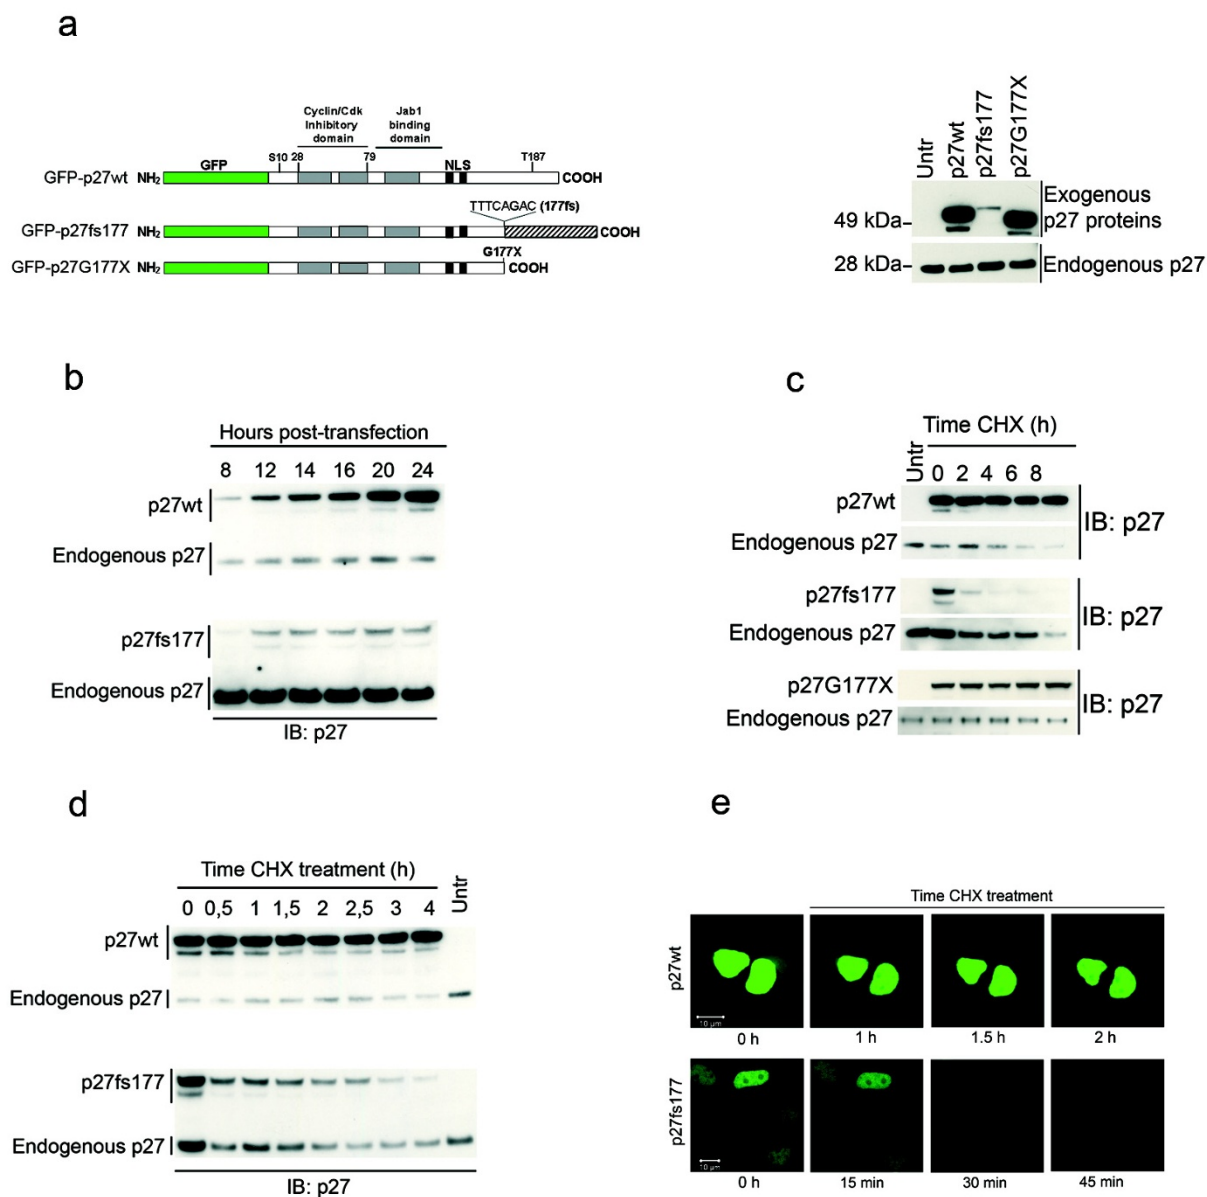 a
Cyclin/Cdk
Inhibitory
domain
Jab1
binding
domain
S10 28 79 T187
GFP NLS
GFP-p27wt NH2 COOH
TTTCAGAC (177fs)
GFP-p27fs177 NH2 COOH
G177X
GFP-p27G177X NH2 COOH
Untr p27wt p27fs177 p27G177X
49 kDa
Exogenous
p27 proteins
28 kDa
Endogenous p27
b
Hours post-transfection
8 12 14 16 20 24
p27wt
Endogenous p27
p27fs177
Endogenous p27
IB: p27
c
Time CHX (h)
Untr 0 2 4 6 8
p27wt
IB: p27
Endogenous p27
p27fs177
IB: p27
Endogenous p27
p27G177X
IB: p27
Endogenous p27
d
Time CHX treatment (h)
0 0,5 1 1,5 2 2,5 3 4 Untr
p27wt
Endogenous p27
p27fs177
Endogenous p27
IB: p27
e
Time CHX treatment
p27wt
10 µm
0 h 1 h 1.5 h 2 h
p27fs177
10 µm
0 h 15 min 30 min 45 min